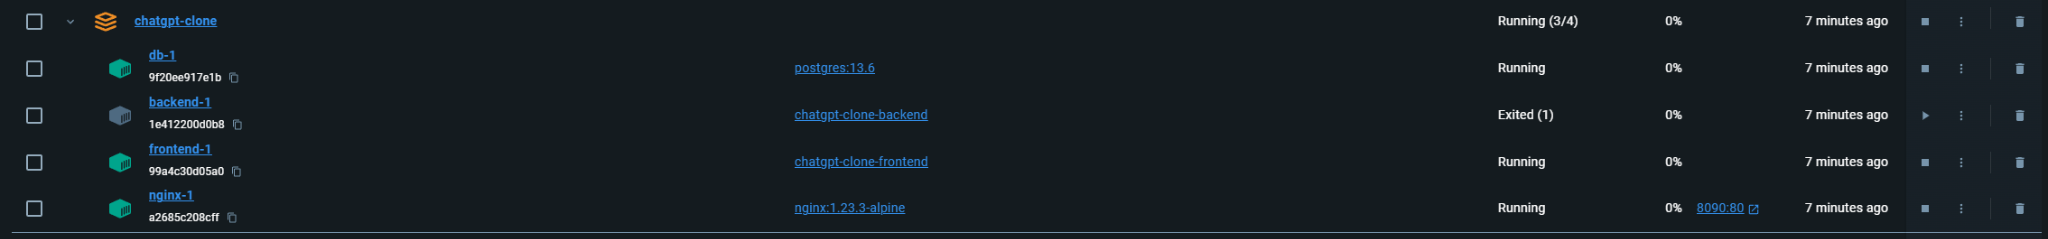 chatgpt-clone Running (3/4) 0% 7 minutes ago
db-1
9f20ee917e1b postgres:13.6 Running 0% 7 minutes ago
backend-1
1e412200d0b8 chatgpt-clone-backend Exited (1) 0% 7 minutes ago
frontend-1
99a4c30d05a0 chatgpt-clone-frontend Running 0% 7 minutes ago
nginx-1
a2685c208cff nginx:1.23.3-alpine Running 0% 8090:80 7 minutes ago